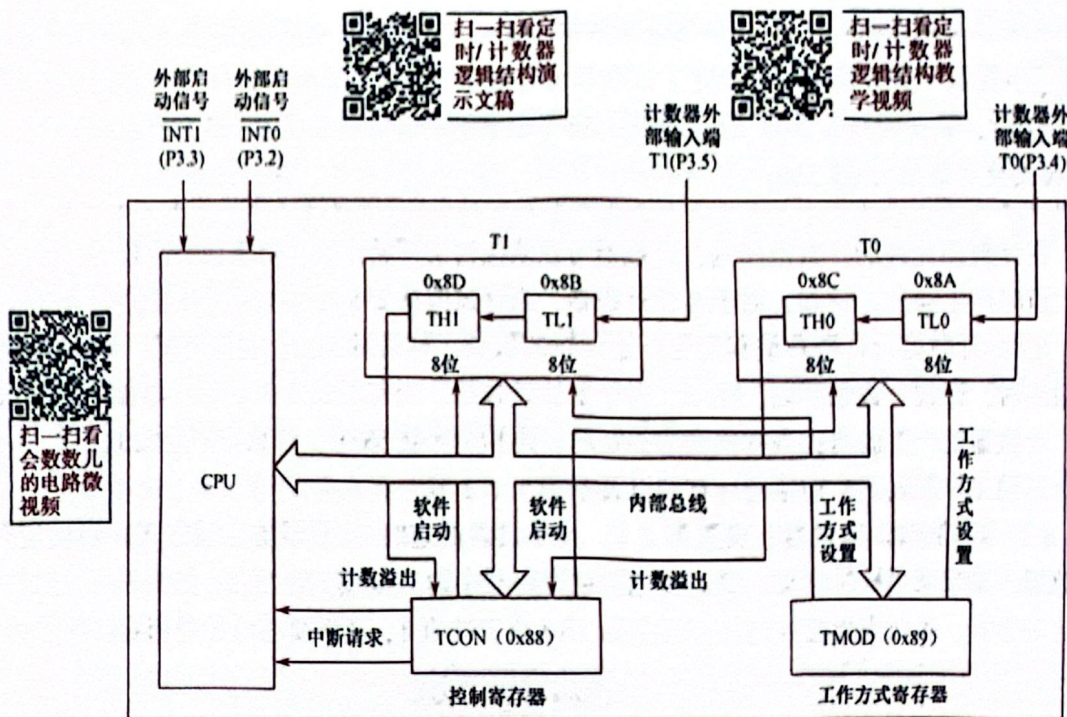 扫一扫看定
时/计数器
逻辑结构演
示文稿
扫一扫看定
时/计数器
逻辑结构教
学视频
外部启
动信号
INT1
(P3.3)
外部启
动信号
INT0
(P3.2)
计数器外
部输入端
T1(P3.5)
计数器外
部输入端
T0(P3.4)
T1
T0
0x8D
0x8B
0x8C
0x8A
TH1
TL1
TH0
TL0
8位
8位
8位
8位
扫一扫看
会数数儿
的电路微
视频
CPU
软件
启动
软件
启动
内部总线
工作
方式
设置
工作方式设置
计数溢出
计数溢出
中断请求
TCON（0x88）
TMOD（0x89）
控制寄存器
工作方式寄存器